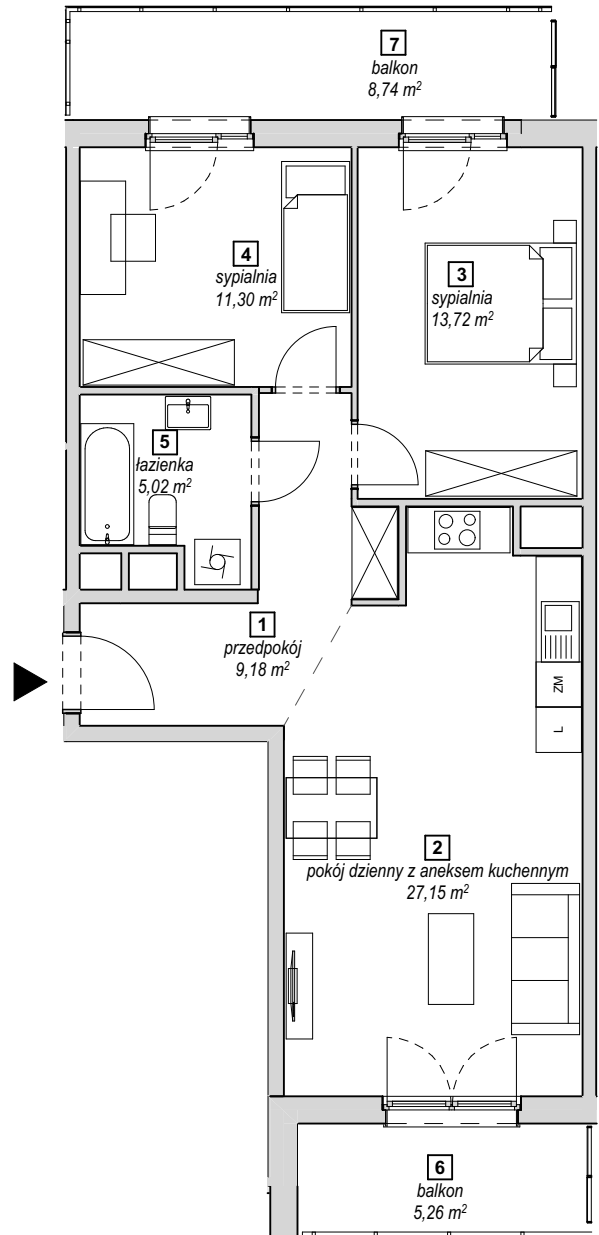 7
balkon
8,74 m²
4
sypialnia
11,30 m²
3
sypialnia
13,72 m²
5
łazienka
5,02 m²
1
przedpokój
9,18 m²
ZM
L
2
pokój dzienny z aneksem kuchennym
27,15 m²
6
balkon
5,26 m²